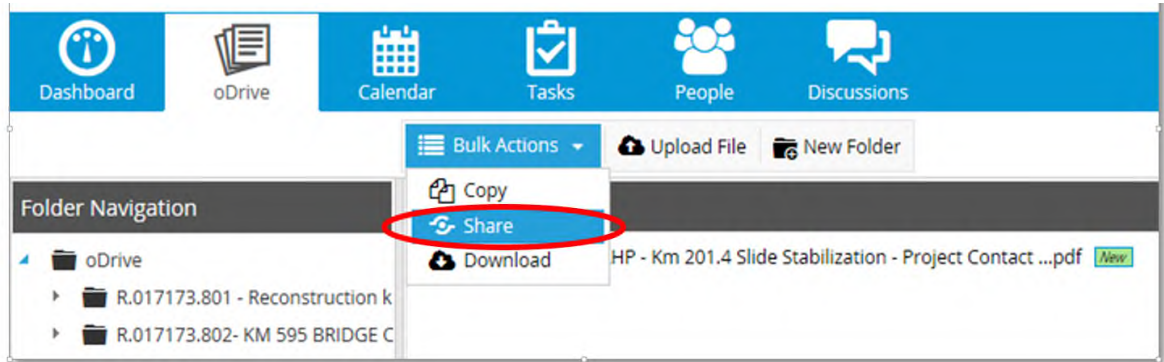 Dashboard oDrive Calendar Tasks People Discussions
Bulk Actions Upload File New Folder
Copy
Folder Navigation
Share
oDrive
Download HP - Km 201.4 Slide Stabilization - Project Contact ...pdf New
R.017173.801 - Reconstruction k
R.017173.802- KM 595 BRIDGE C